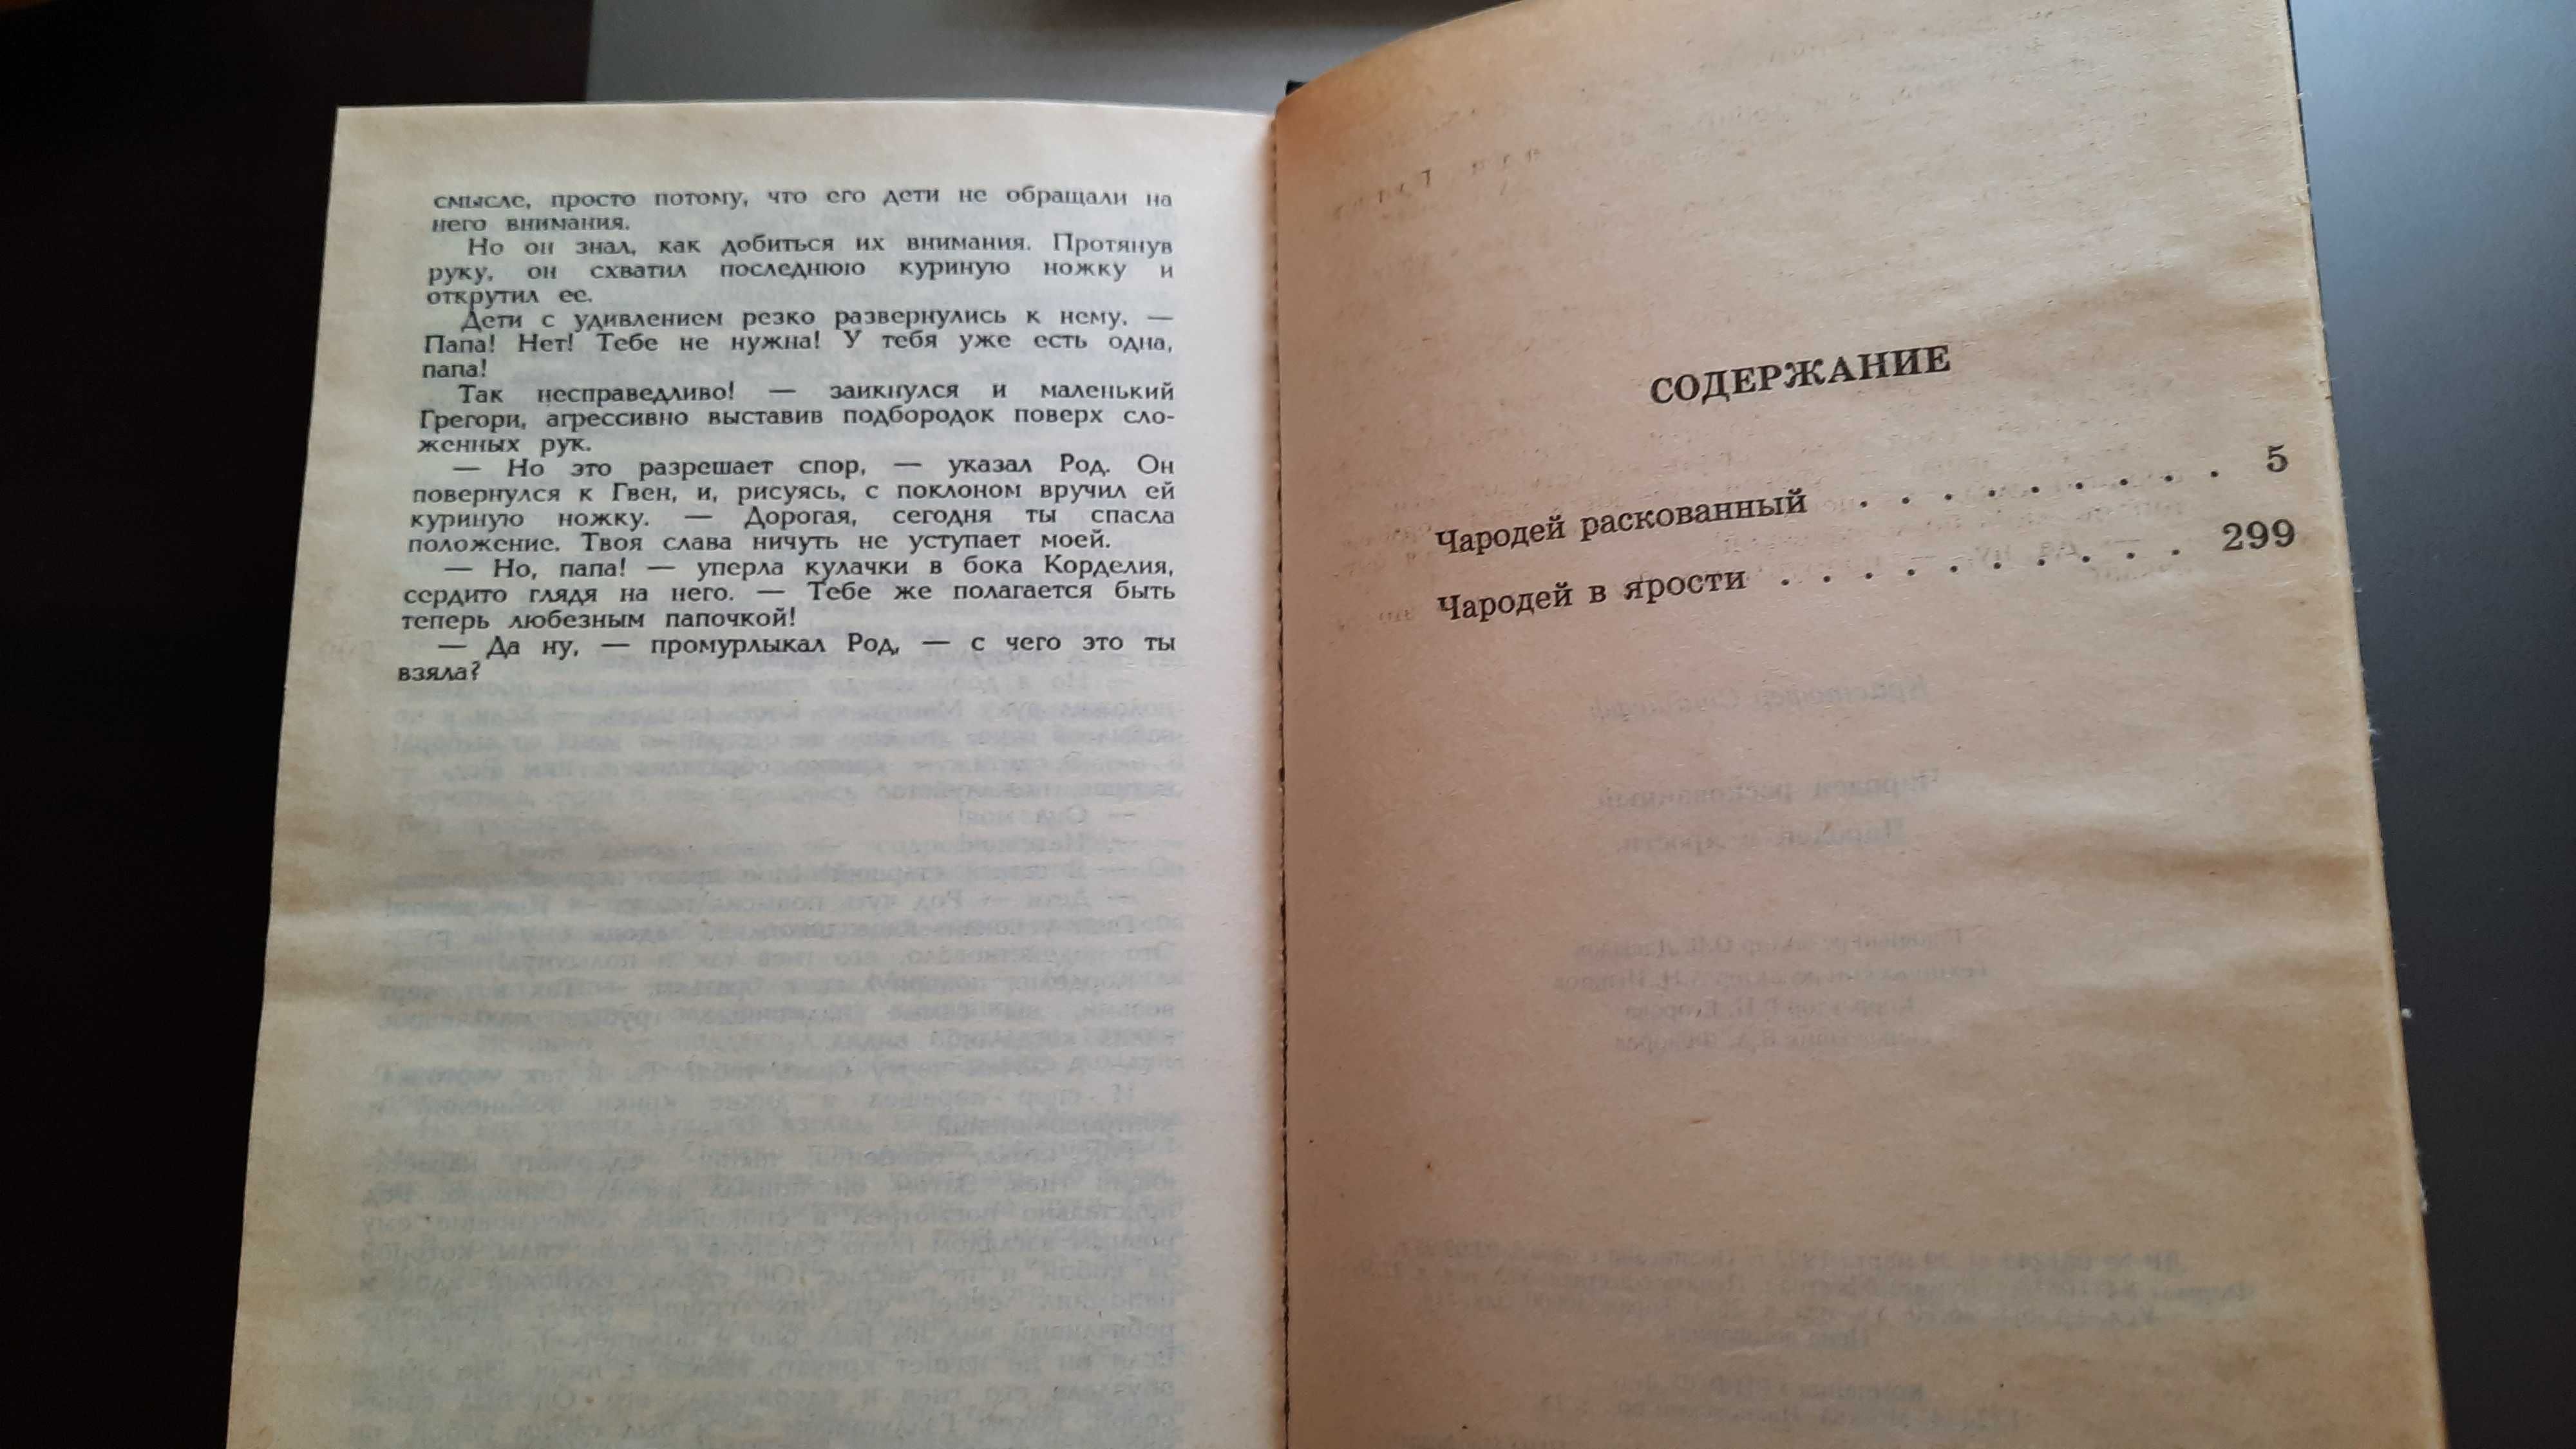 смысле, просто потому, что его дети не обращали на
него внимания.
Но он знал, как добиться их внимания. Протянув
руку, он схватил последнюю куриную ножку и
открутил ее.
Дети с удивлением резко развернулись к нему. —
Папа! Нет! Тебе не нужна! У тебя уже есть одна,
папа!
Так несправедливо! — заикнулся и маленький
Грегори, агрессивно выставив подбородок поверх сло-
женных рук.
— Но это разрешает спор, — указал Род. Он
повернулся к Гвен, и, рисуясь, с поклоном вручил ей
куриную ножку. — Дорогая, сегодня ты спасла
положение. Твоя слава ничуть не уступает моей.
— Но, папа! — уперла кулачки в бока Корделия,
сердито глядя на него. — Тебе же полагается быть
теперь любезным папочкой!
— Да ну, — промурлыкал Род, — с чего это ты
взяла?
СОДЕРЖАНИЕ
Чародей раскованный . . . . . . . . . 5
Чародей в ярости . . . . . . . . . . 299